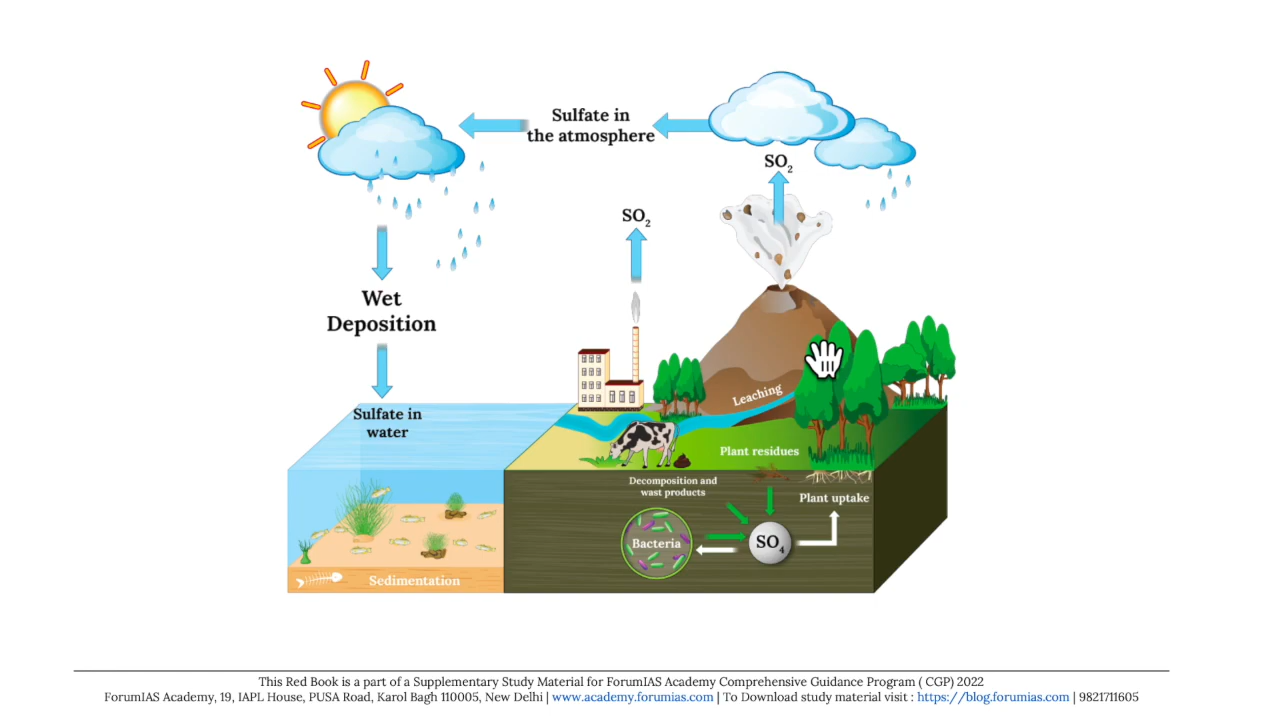 Sulfate in
the atmosphere
SO2
SO2
Wet
Deposition
Sulfate in
water
Leaching
Plant residues
Decomposition and
wast products
Plant uptake
Bacteria
SO4
Sedimentation
This Red Book is a part of a Supplementary Study Material for ForumIAS Academy Comprehensive Guidance Program ( CGP) 2022
ForumIAS Academy, 19, IAPL House, PUSA Road, Karol Bagh 110005, New Delhi | www.academy.forumias.com | To Download study material visit : https://blog.forumias.com | 9821711605